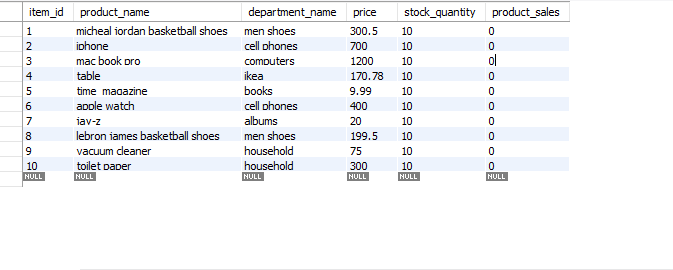 item_id product_name department_name price stock_quantity product_sales
1 micheal jordan basketball shoes men shoes 300.5 10 0
2 iphone cell phones 700 10 0
3 mac book pro computers 1200 10 0
4 table ikea 170.78 10 0
5 time magazine books 9.99 10 0
6 apple watch cell phones 400 10 0
7 jay-z albums 20 10 0
8 lebron james basketball shoes men shoes 199.5 10 0
9 vacuum cleaner household 75 10 0
10 toilet paper household 300 10 0
NULL NULL NULL NULL NULL NULL